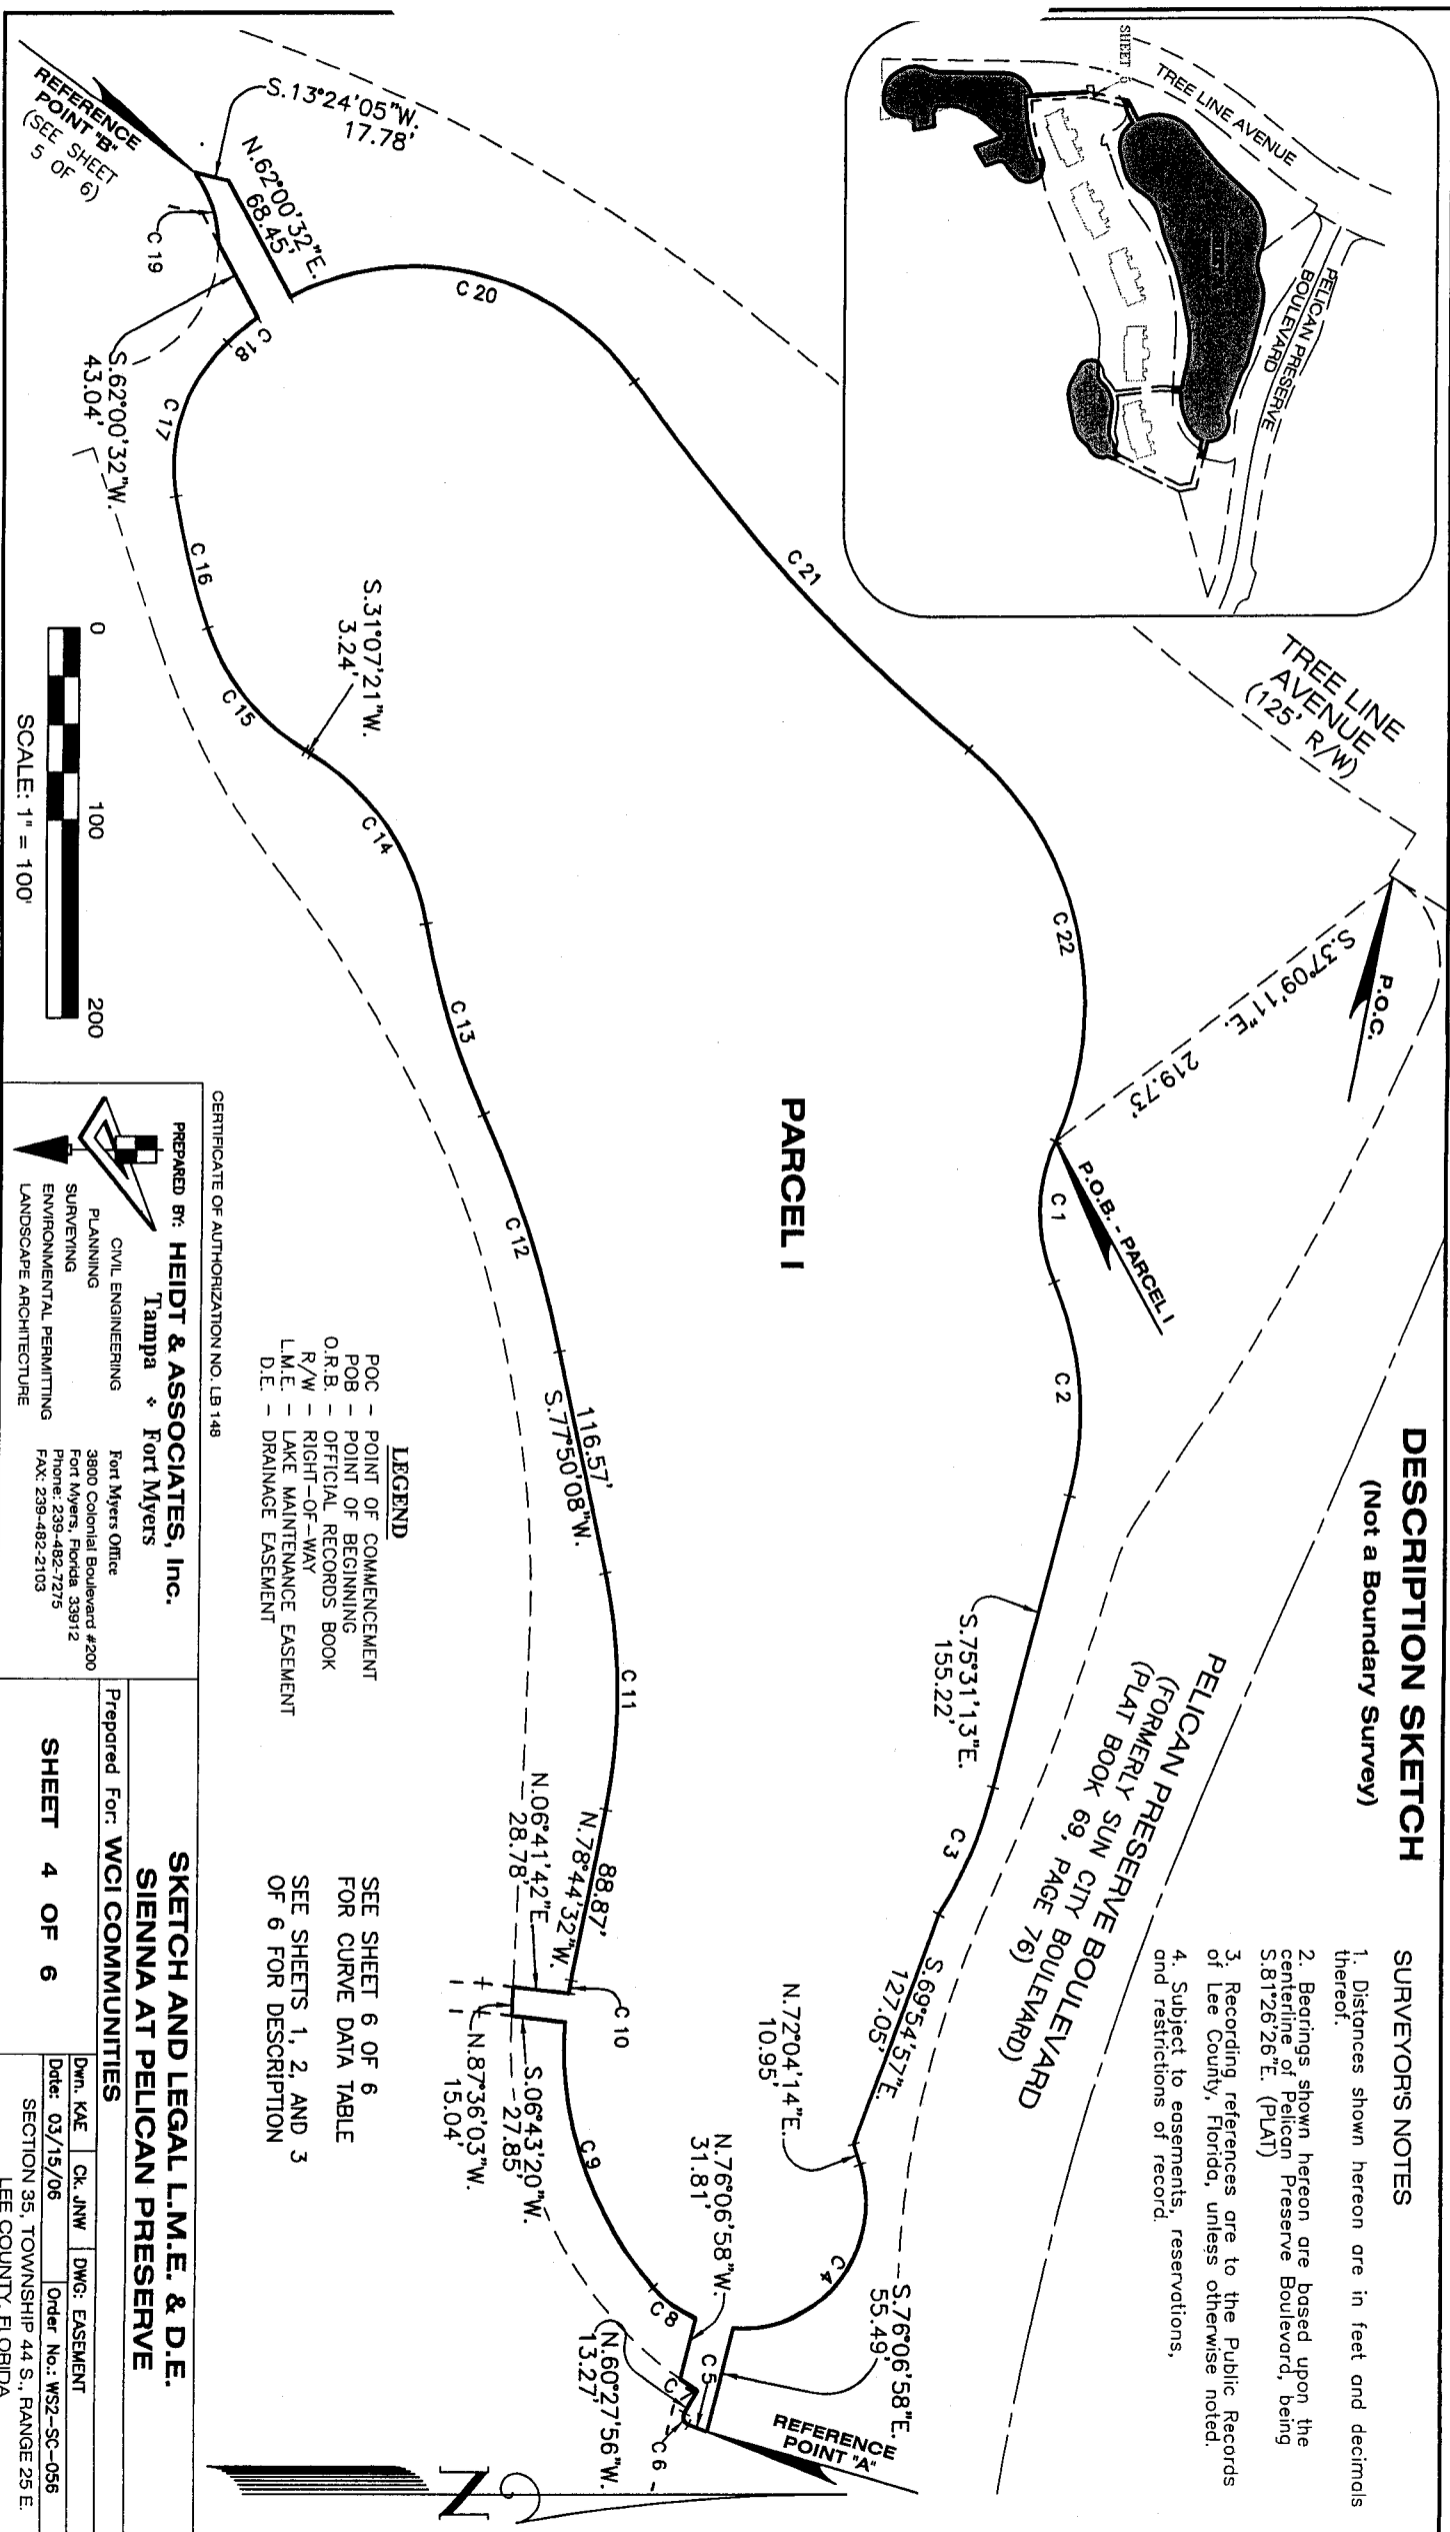 DESCRIPTION SKETCH
(Not a Boundary Survey)
SURVEYOR'S NOTES
1. Distances shown hereon are in feet and decimals
thereof.
2. Bearings shown hereon are based upon the
centerline of Pelican Preserve Boulevard, being
S.81°26'26"E. (PLAT)
3. Recording references are to the Public Records
of Lee County, Florida, unless otherwise noted.
4. Subject to easements, reservations,
and restrictions of record.
TREE LINE AVENUE
PELICAN PRESERVE
BOULEVARD
SHEET
TREE LINE
AVENUE
(125' R/W)
P.O.C.
S.37°09'11"E.
219.73'
P.O.B. - PARCEL I
PELICAN PRESERVE BOULEVARD
(FORMERLY SUN CITY BOULEVARD)
(PLAT BOOK 69, PAGE 76)
C 1
C 2
S.75°31'13"E.
155.22'
C 3
S.69°54'57"E.
127.05'
N.72°04'14"E.
10.95'
C 4
S.76°06'58"E.
55.49'
REFERENCE
POINT "A"
C 5
C 6
C 7
N.60°27'56"W.
13.27'
N.76°06'58"W.
31.81'
C 8
C 9
S.06°43'20"W.
27.85'
N.87°36'03"W.
15.04'
N.06°41'42"E.
28.78'
C 10
88.87'
N.78°44'32"W.
C 11
116.57'
S.77°50'08"W.
C 12
C 13
C 14
S.31°07'21"W.
3.24'
C 15
C 16
C 17
C 18
S.62°00'32"W.
43.04'
C 19
REFERENCE
POINT "B"
(SEE SHEET
5 OF 6)
S.13°24'05"W.
17.78'
N.62°00'32"E.
68.45'
C 20
C 21
C 22
PARCEL I
LEGEND
POC - POINT OF COMMENCEMENT
POB - POINT OF BEGINNING
O.R.B. - OFFICIAL RECORDS BOOK
R/W - RIGHT-OF-WAY
L.M.E. - LAKE MAINTENANCE EASEMENT
D.E. - DRAINAGE EASEMENT
SEE SHEET 6 OF 6
FOR CURVE DATA TABLE
SEE SHEETS 1, 2, AND 3
OF 6 FOR DESCRIPTION
N
0 100 200
SCALE: 1" = 100'
CERTIFICATE OF AUTHORIZATION NO. LB 148
PREPARED BY: HEIDT & ASSOCIATES, Inc.
Tampa ❖ Fort Myers
CIVIL ENGINEERING
PLANNING
SURVEYING
ENVIRONMENTAL PERMITTING
LANDSCAPE ARCHITECTURE
Fort Myers Office
3800 Colonial Boulevard #200
Fort Myers, Florida 33912
Phone: 239-482-7275
FAX: 239-482-2103
SKETCH AND LEGAL L.M.E. & D.E.
SIENNA AT PELICAN PRESERVE
Prepared For: WCI COMMUNITIES
SHEET 4 OF 6
Dwn. KAE Ck. JNW DWG: EASEMENT
Date: 03/15/06 Order No.: WS2-SC-056
SECTION 35, TOWNSHIP 44 S., RANGE 25 E.
LEE COUNTY, FLORIDA